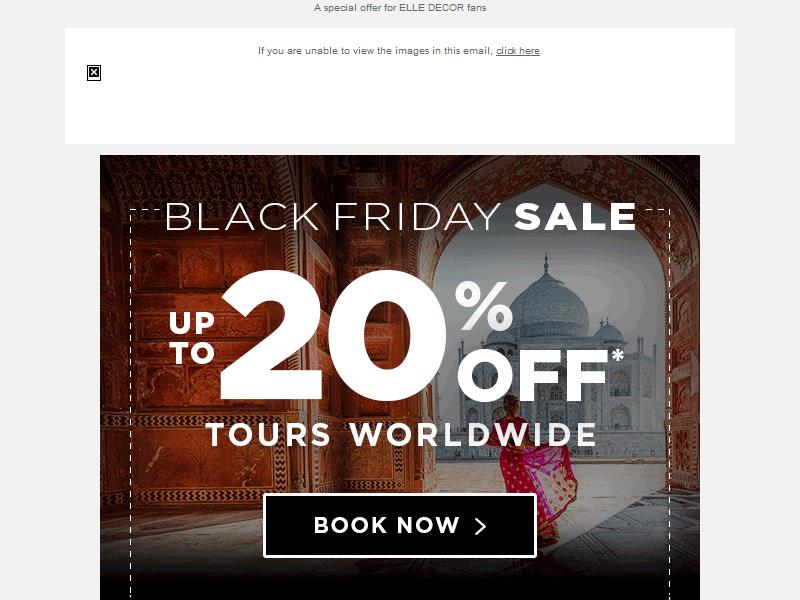 A special offer for ELLE DECOR fans
If you are unable to view the images in this email, click here.
BLACK FRIDAY SALE
UP TO 20% OFF*
TOURS WORLDWIDE
BOOK NOW >